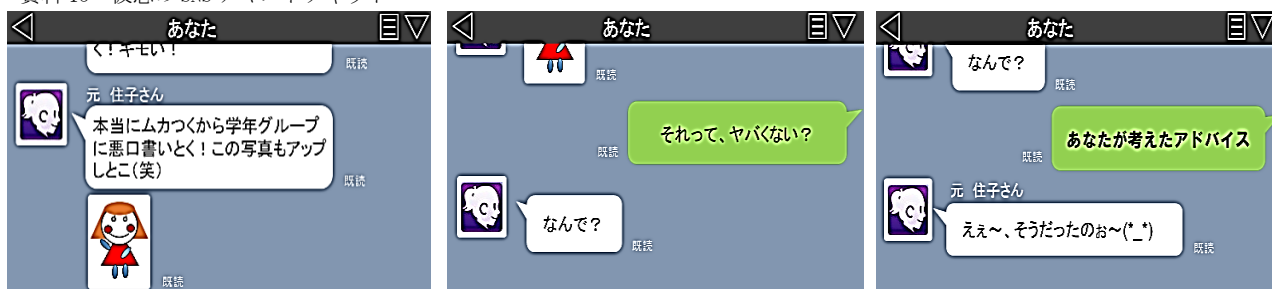 あなた
く！キモい！
既読
元 住子さん
本当にムカつくから学年グループ
に悪口書いとく！この写真もアップ
しとこ(笑)
既読
既読
あなた
既読
それって、ヤバくない？
既読
なんで？
既読
あなた
なんで？
既読
あなたが考えたアドバイス
既読
元 住子さん
えぇ～、そうだったのぉ～(*_*)
既読